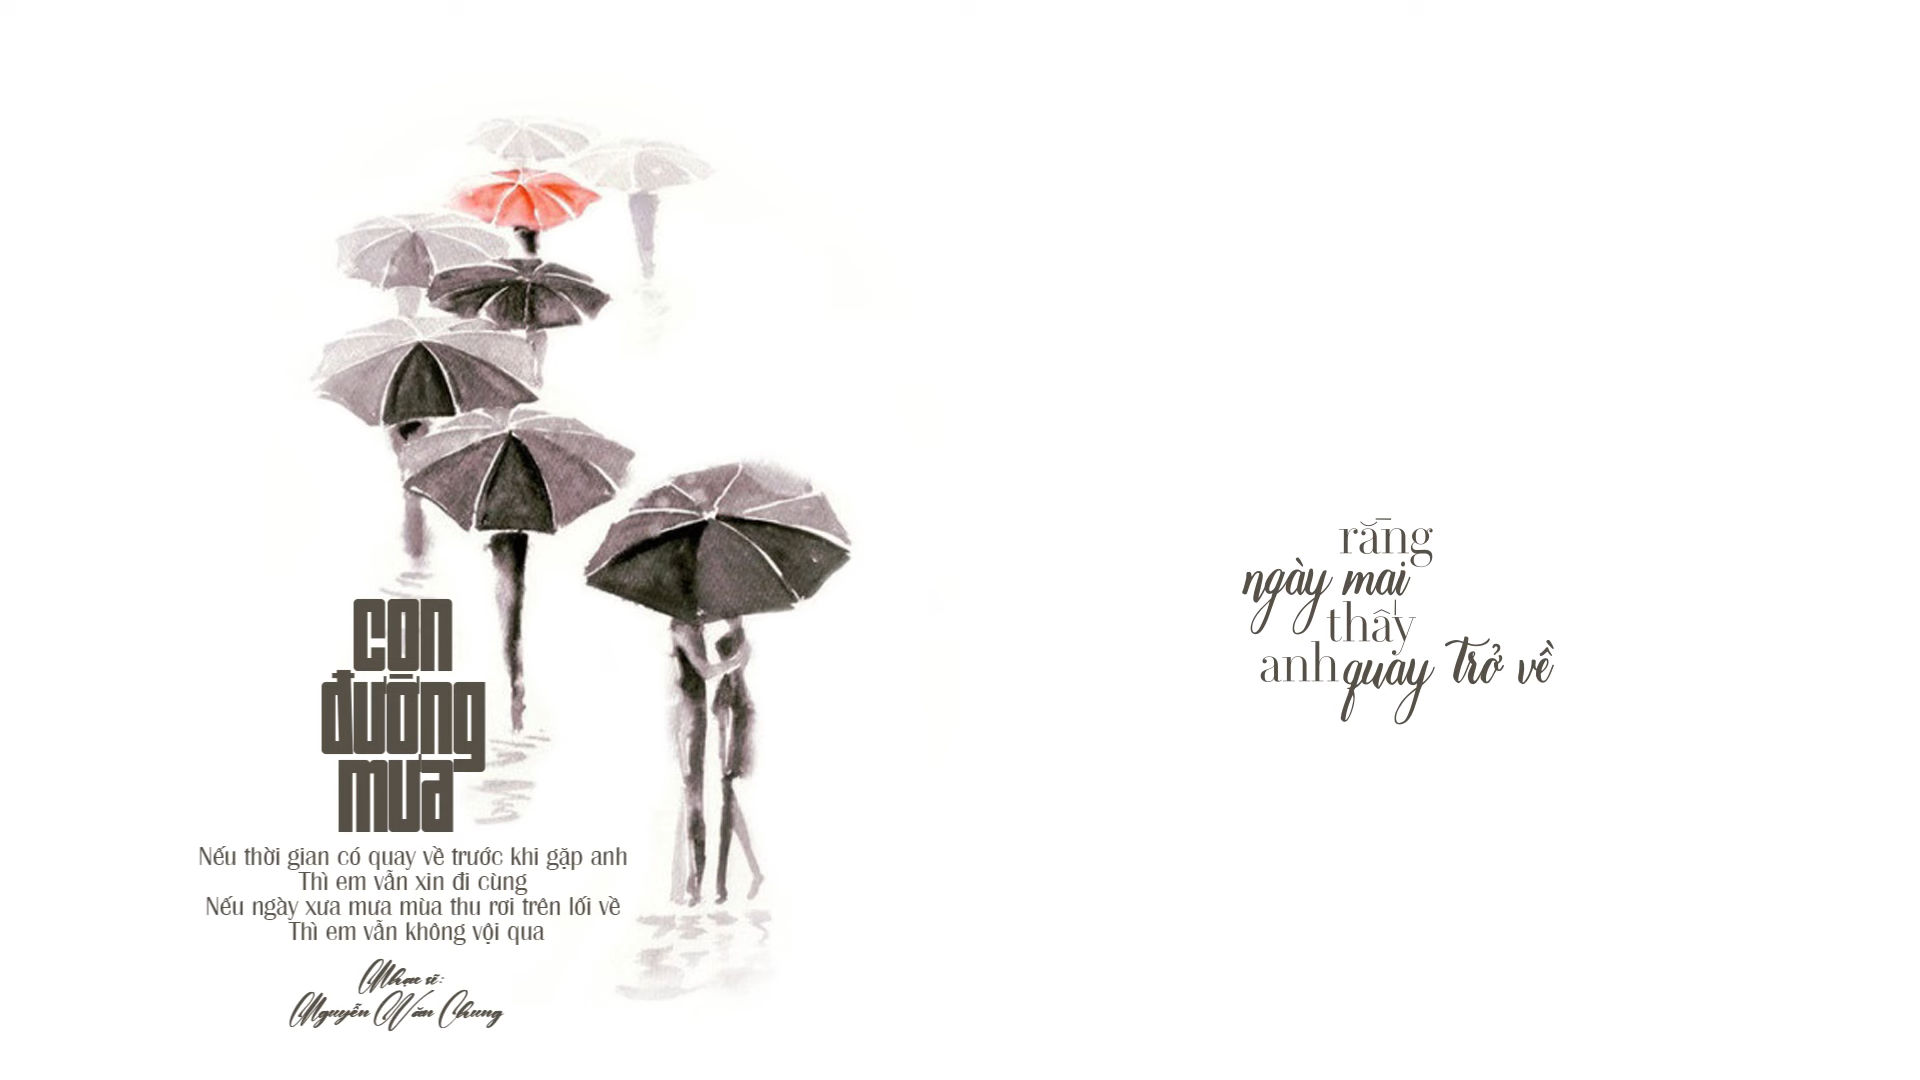 con
đường
mưa
Nếu thời gian có quay về trước khi gặp anh
Thì em vẫn xin đi cùng
Nếu ngày xưa mưa mùa thu rơi trên lối về
Thì em vẫn không vội qua
Nhạc sĩ:
Nguyễn Văn Chung
rằng
ngày mai
thấy
anh quay trở về